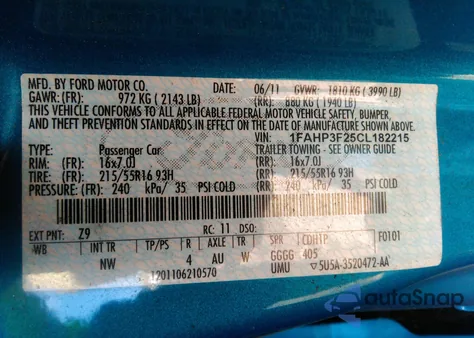 MFD. BY FORD MOTOR CO. DATE: 06/11 GVWR: 1810 KG ( 3990 LB)
GAWR: (FR): 972 KG ( 2143 LB) (RR): 880 KG ( 1940 LB)
THIS VEHICLE CONFORMS TO ALL APPLICABLE FEDERAL MOTOR VEHICLE SAFETY, BUMPER,
AND THEFT PREVENTION STANDARDS IN EFFECT ON THE DATE OF MANUFACTURE SHOWN ABOVE.
VIN: 1FAHP3F25CL182215
TYPE: Passenger Car TRAILER TOWING - SEE OWNER GUIDE
RIM: (FR) 16x7.0J (RR) 16x7.0J
TIRE: (FR) 215/55R16 93H (RR) 215/55R16 93H
PRESSURE: (FR) 240 kPa/ 35 PSI COLD (RR) 240 kPa/ 35 PSI COLD
EXT PNT: Z9 RC: 11 DSO: F0101
WB INT TR TP/PS R AXLE TR SPR
NW 4 AU W GGGG 405
1201106210570 UMU 5U5A-3520472-AA
autoSnap